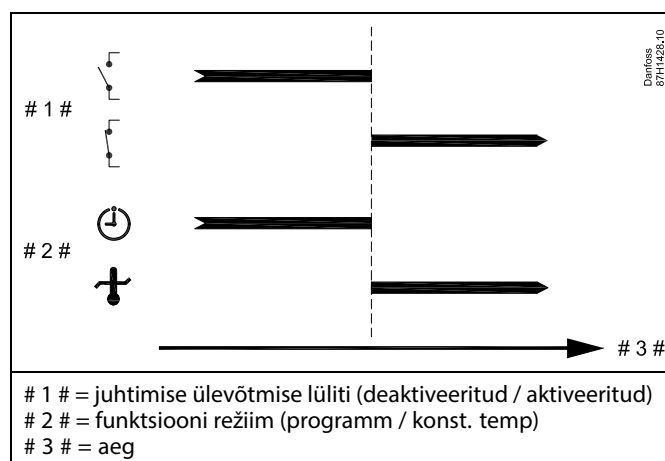 Danfoss
87H1428.10
# 1 #
# 2 #
# 3 #
# 1 # = juhtimise ülevõtmise lüliti (deaktiveeritud / aktiveeritud)
# 2 # = funktsiooni režiim (programm / konst. temp)
# 3 # = aeg